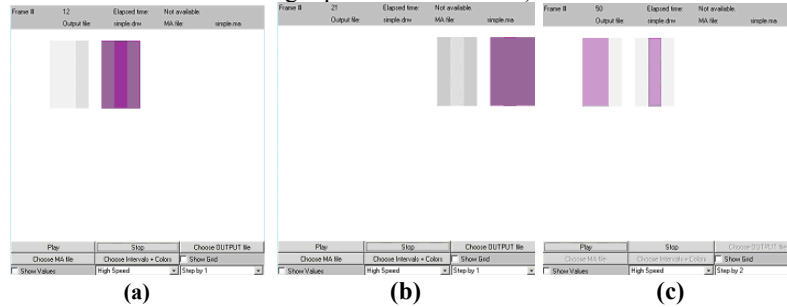 Frame # 12 Elapsed time: Not available.
Output file: simple.drw MA file: simple.ma
Play Stop Choose OUTPUT file
Choose MA file Choose Intervals + Colors Show Grid
Show Values High Speed Step by 1
(a)
Frame # 21 Elapsed time: Not available.
Output file: simple.drw MA file: simple.ma
Play Stop Choose OUTPUT file
Choose MA file Choose Intervals + Colors Show Grid
Show Values High Speed Step by 1
(b)
Frame # 50 Elapsed time: Not available.
Output file: simple.drw MA file: simple.ma
Play Stop Choose OUTPUT file
Choose MA file Choose Intervals + Colors Show Grid
Show Values High Speed Step by 2
(c)